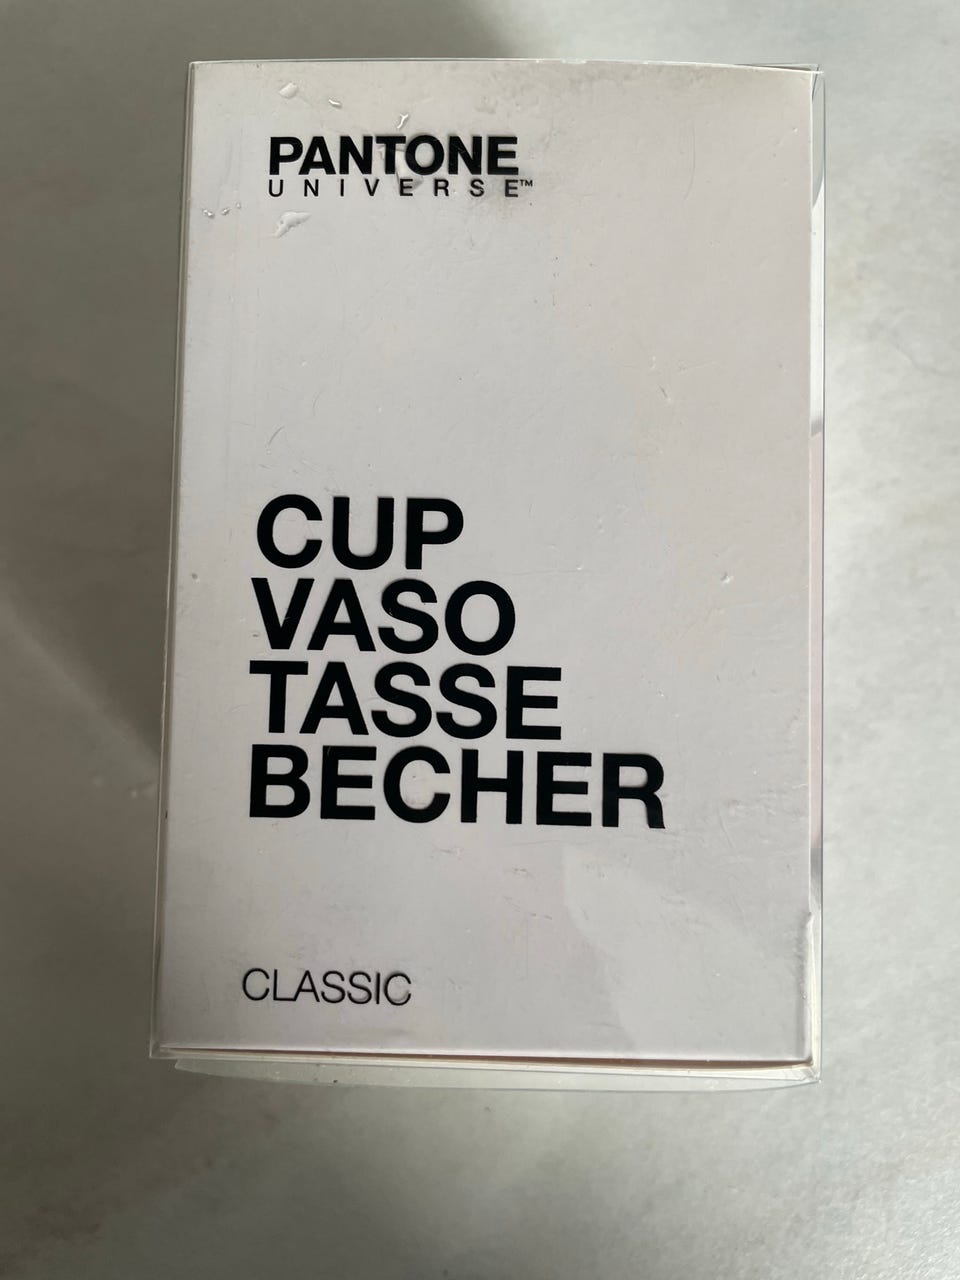 PANTONE
UNIVERSE™
CUP
VASO
TASSE
BECHER
CLASSIC